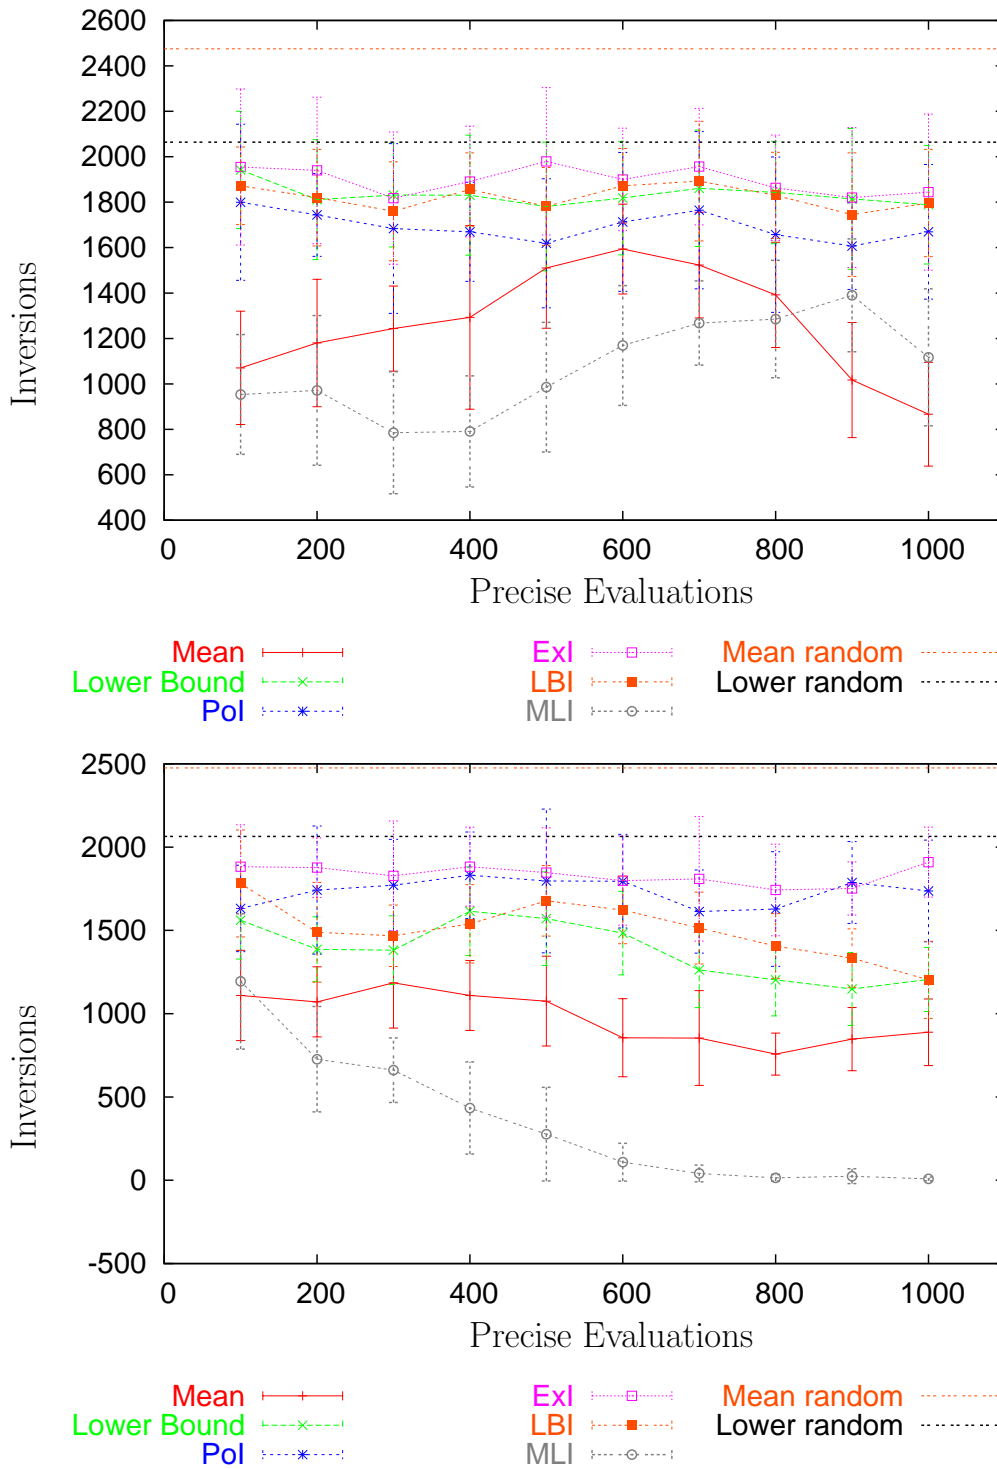 2600
2400
2200
2000
1800
1600
1400
1200
1000
800
600
400
Inversions
0 200 400 600 800 1000
Precise Evaluations
Mean ExI Mean random
Lower Bound LBI Lower random
PoI MLI
2500
2000
1500
1000
500
0
-500
Inversions
0 200 400 600 800 1000
Precise Evaluations
Mean ExI Mean random
Lower Bound LBI Lower random
PoI MLI